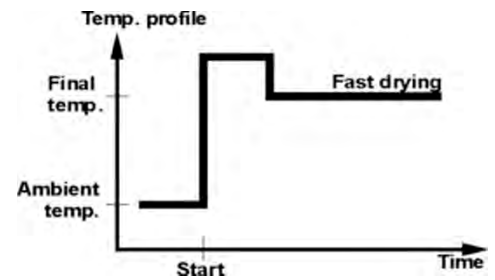 Temp. profile
Final
temp.
Fast drying
Ambient
temp.
Start
Time